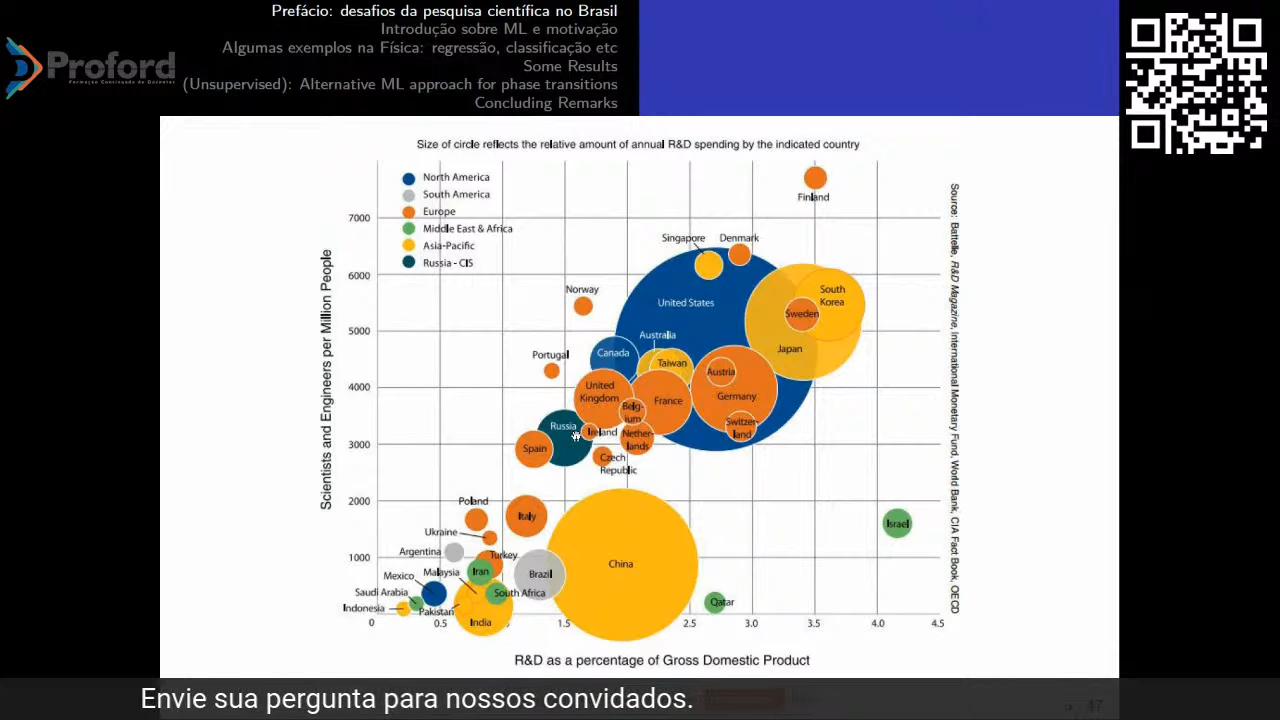 Prefácio: desafios da pesquisa científica no Brasil
Introdução sobre ML e motivação
Algumas exemplos na Física: regressão, classificação etc
Some Results
(Unsupervised): Alternative ML approach for phase transitions
Concluding Remarks
Proford
Size of circle reflects the relative amount of annual R&D spending by the indicated country
North America
South America
Europe
Middle East & Africa
Asia-Pacific
Russia - CIS
Scientists and Engineers per Million People
7000
6000
5000
4000
3000
2000
1000
Finland
Singapore
Denmark
United States
South
Korea
Norway
Sweden
Australia
Japan
Portugal
Canada
Taiwan
Austria
United
Kingdom
France
Germany
Belg-
ium
Russia
Ireland
Nether-
lands
Switzer-
land
Spain
Czech
Republic
Poland
Italy
Israel
Ukraine
Argentina
Turkey
China
Malaysia
Iran
Brazil
Mexico
Saudi Arabia
South Africa
Indonesia
Pakistan
Qatar
India
0
0.5
1.5
2.5
3.0
3.5
4.0
4.5
R&D as a percentage of Gross Domestic Product
Source: Battelle, R&D Magazine, International Monetary Fund, World Bank, CIA Fact Book, OECD
Envie sua pergunta para nossos convidados.
47